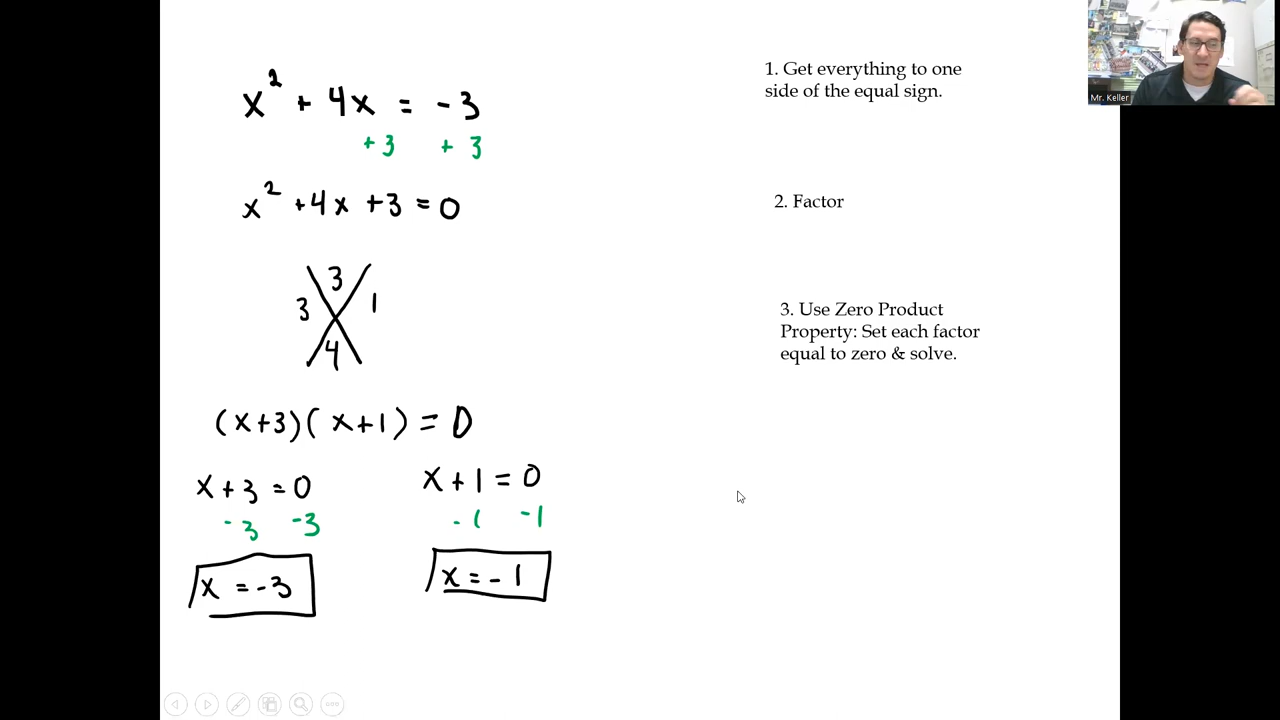 x² + 4x = -3
+3 +3
x² +4x +3 = 0
3
3 1
4
(x+3)(x+1) = 0
x+3 = 0
-3 -3
x = -3
x+1 = 0
-1 -1
x = -1
1. Get everything to one
side of the equal sign.
2. Factor
3. Use Zero Product
Property: Set each factor
equal to zero & solve.
Mr. Keller